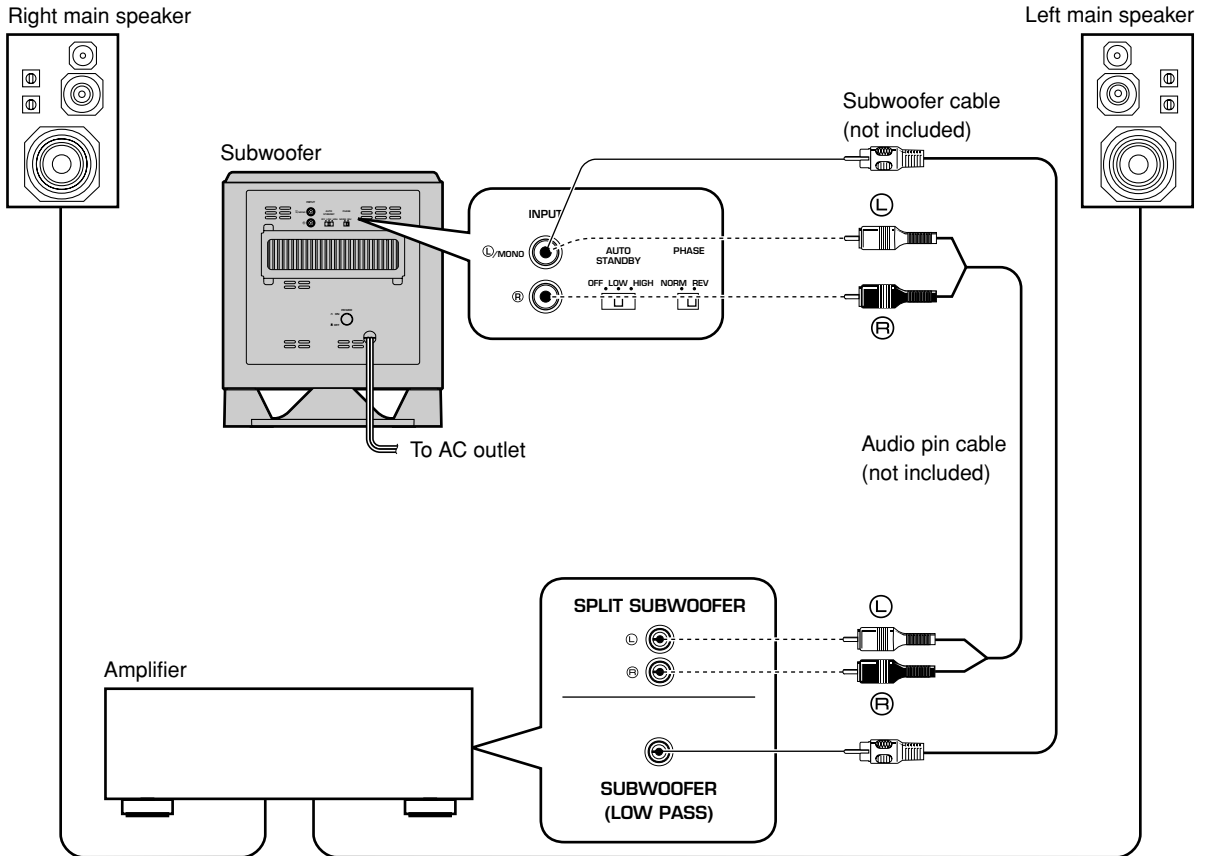 Right main speaker
Left main speaker
Subwoofer cable
(not included)
Subwoofer
INPUT
Ⓛ/MONO
AUTO
STANDBY
PHASE
OFF LOW HIGH
NORM REV
Ⓡ
Ⓛ
Ⓡ
To AC outlet
Audio pin cable
(not included)
SPLIT SUBWOOFER
Ⓛ
Ⓡ
Ⓛ
Ⓡ
Amplifier
SUBWOOFER
(LOW PASS)